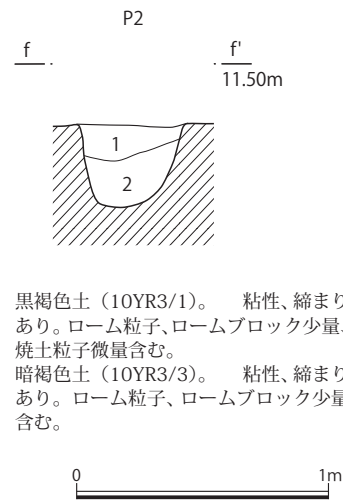 P2
f f'
11.50m
1
2
黒褐色土（10YR3/1）。　粘性、締まり
あり。ローム粒子、ロームブロック少量、
焼土粒子微量含む。
暗褐色土（10YR3/3）。　粘性、締まり
あり。ローム粒子、ロームブロック少量
含む。
0 1m